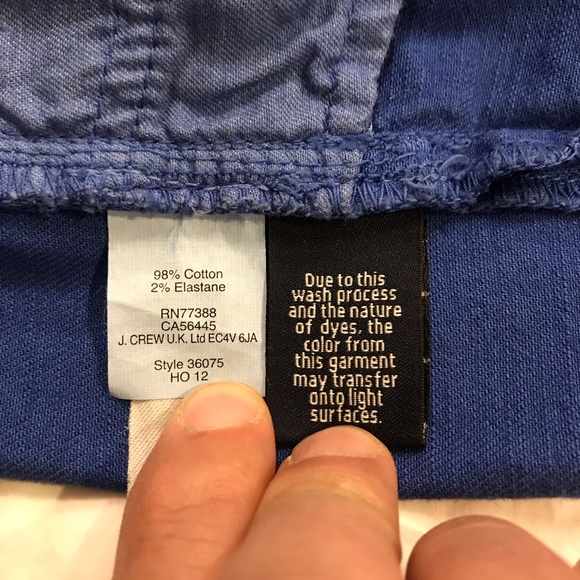 98% Cotton
2% Elastane
RN77388
CA56445
J. CREW U.K. Ltd EC4V 6JA
Style 36075
HO 12
Due to this
wash process
and the nature
of dyes, the
color from
this garment
may transfer
onto light
surfaces.